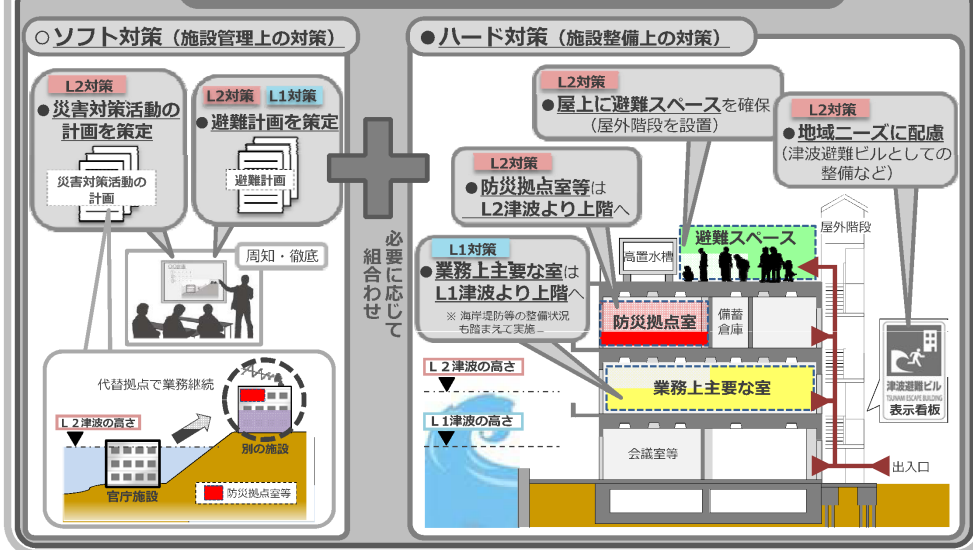 ○ソフト対策（施設管理上の対策）
L2対策
●災害対策活動の
計画を策定
災害対策活動の
計画
L2対策 L1対策
●避難計画を策定
避難計画
周知・徹底
代替拠点で業務継続
L２津波の高さ
官庁施設
別の施設
防災拠点室等
必要に応じて
組合わせ
●ハード対策（施設整備上の対策）
L2対策
●屋上に避難スペースを確保
（屋外階段を設置）
L2対策
●地域ニーズに配慮
（津波避難ビルとしての
整備など）
L2対策
●防災拠点室等は
L2津波より上階へ
L1対策
●業務上主要な室は
L1津波より上階へ
※ 海岸堤防等の整備状況
も踏まえて実施
高置水槽
避難スペース
屋外階段
防災拠点室
備蓄
倉庫
L２津波の高さ
業務上主要な室
L1津波の高さ
会議室等
出入口
津波避難ビル
TSUNAMI ESCAPE BUILDING
表示看板